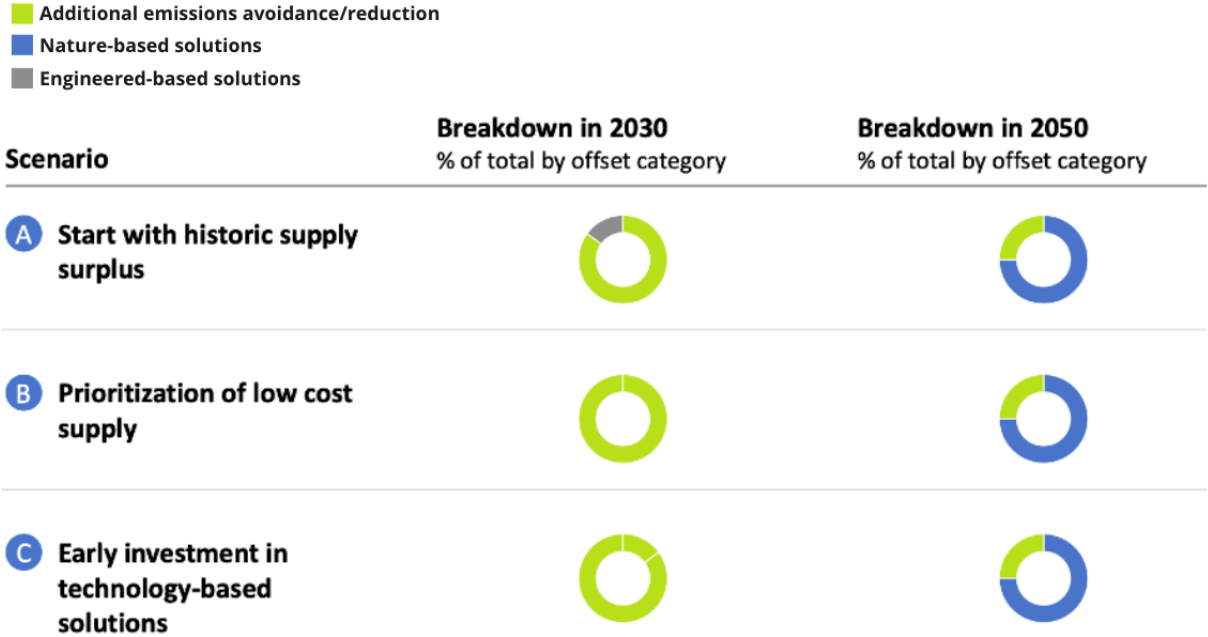 Additional emissions avoidance/reduction
Nature-based solutions
Engineered-based solutions
Scenario
Breakdown in 2030
% of total by offset category
Breakdown in 2050
% of total by offset category
A
Start with historic supply
surplus
B
Prioritization of low cost
supply
C
Early investment in
technology-based
solutions